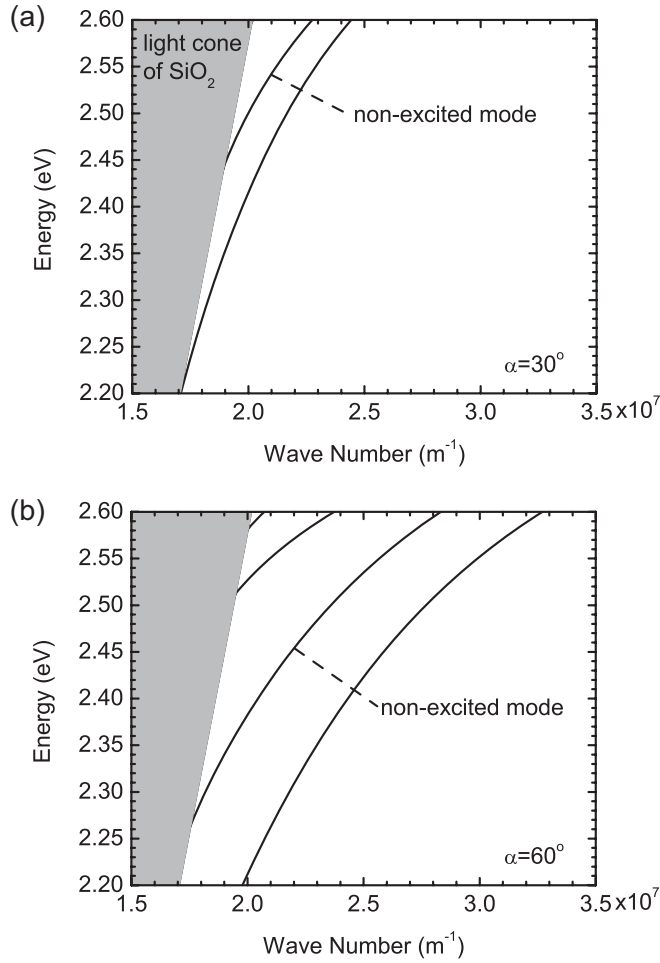 (a)
2.60
2.55
2.50
2.45
2.40
2.35
2.30
2.25
2.20
Energy (eV)
light cone
of SiO₂
non-excited mode
α=30°
1.5 2.0 2.5 3.0 3.5x10⁷
Wave Number (m⁻¹)
(b)
2.60
2.55
2.50
2.45
2.40
2.35
2.30
2.25
2.20
Energy (eV)
non-excited mode
α=60°
1.5 2.0 2.5 3.0 3.5x10⁷
Wave Number (m⁻¹)